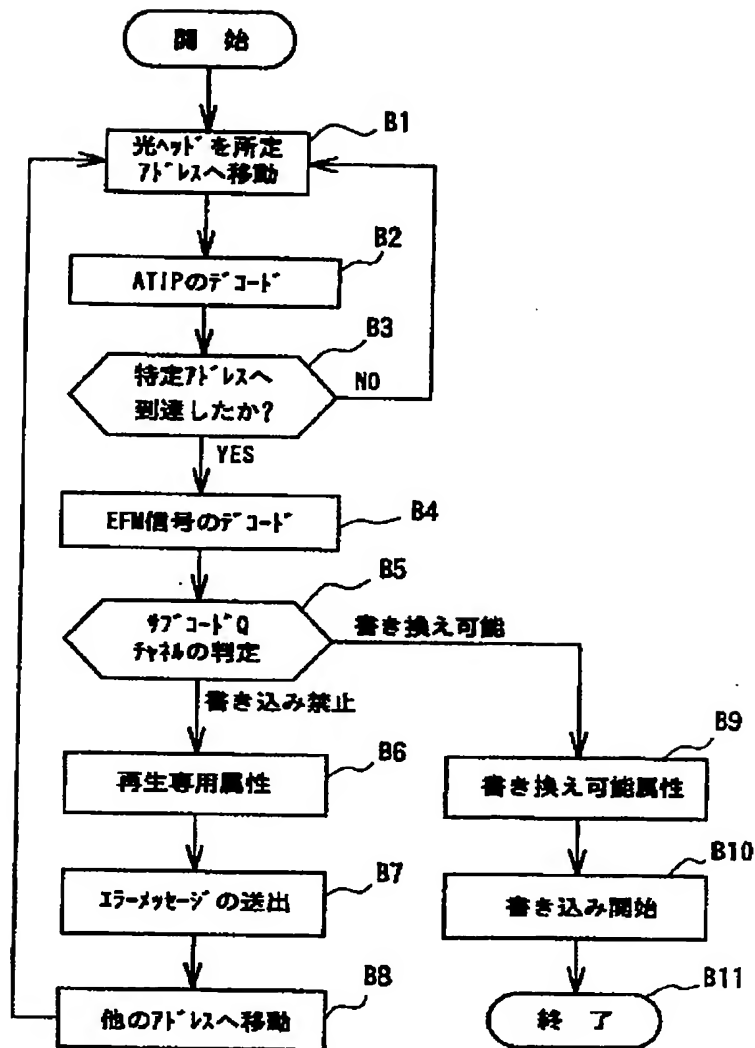 開 始
B1
光ヘッドを所定
アドレスへ移動
B2
ATIPのデコード
B3
特定アドレスへ
到達したか?
NO
YES
EFM信号のデコード
B4
B5
サブコードQ
チャネルの判定
書き換え可能
書き込み禁止
B6
再生専用属性
B9
書き換え可能属性
B7
エラーメッセージの送出
B10
書き込み開始
B8
他のアドレスへ移動
B11
終 了